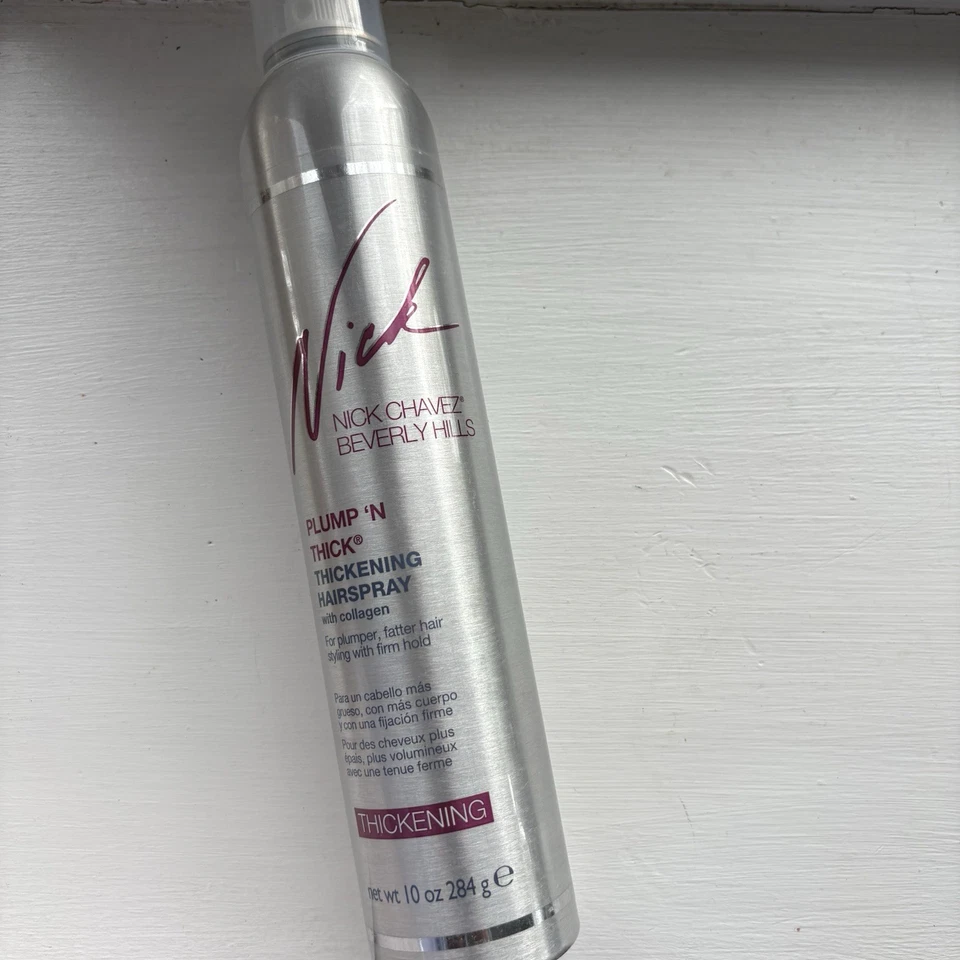 Nick
NICK CHAVEZ®
BEVERLY HILLS
PLUMP 'N
THICK®
THICKENING
HAIRSPRAY
with collagen
For plumper, fatter hair
styling with firm hold
Para un cabello más
grueso, con más cuerpo
y con una fijación firme
Pour des cheveux plus
épais, plus volumineux
avec une tenue ferme
THICKENING
net wt 10 oz 284 g ℮